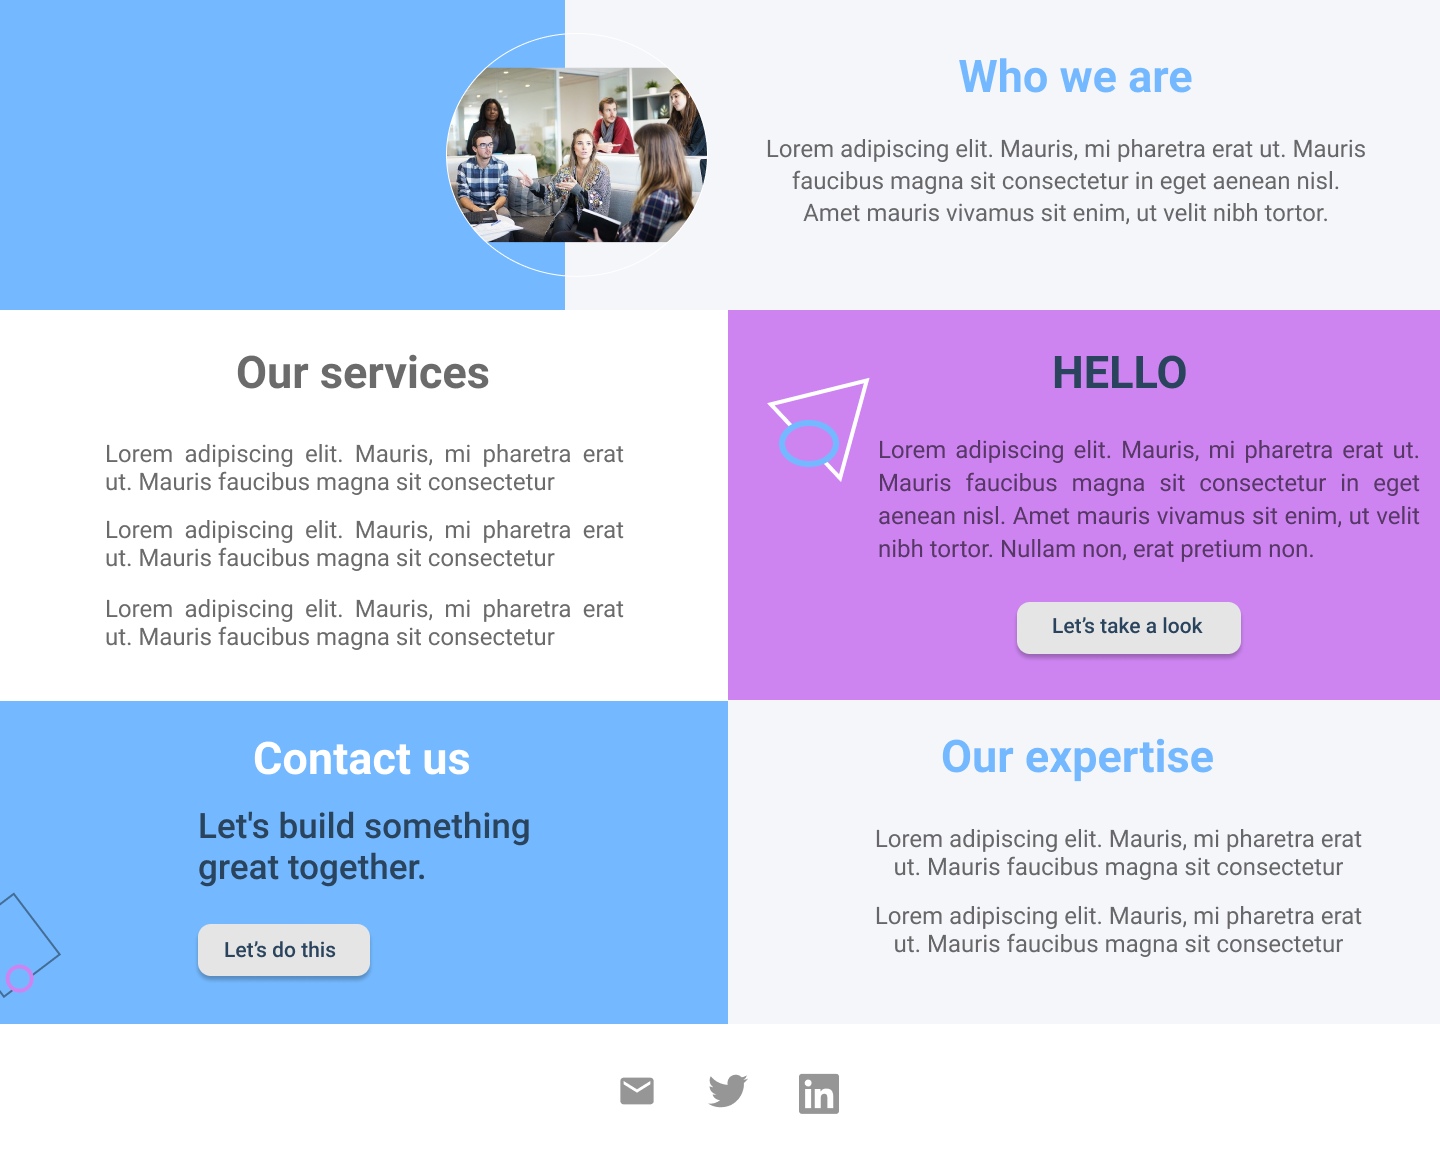 Who we are
Lorem adipiscing elit. Mauris, mi pharetra erat ut. Mauris
faucibus magna sit consectetur in eget aenean nisl.
Amet mauris vivamus sit enim, ut velit nibh tortor.
Our services
Lorem adipiscing elit. Mauris, mi pharetra erat
ut. Mauris faucibus magna sit consectetur
Lorem adipiscing elit. Mauris, mi pharetra erat
ut. Mauris faucibus magna sit consectetur
Lorem adipiscing elit. Mauris, mi pharetra erat
ut. Mauris faucibus magna sit consectetur
HELLO
Lorem adipiscing elit. Mauris, mi pharetra erat ut.
Mauris faucibus magna sit consectetur in eget
aenean nisl. Amet mauris vivamus sit enim, ut velit
nibh tortor. Nullam non, erat pretium non.
Let’s take a look
Contact us
Let's build something
great together.
Let’s do this
Our expertise
Lorem adipiscing elit. Mauris, mi pharetra erat
ut. Mauris faucibus magna sit consectetur
Lorem adipiscing elit. Mauris, mi pharetra erat
ut. Mauris faucibus magna sit consectetur
in